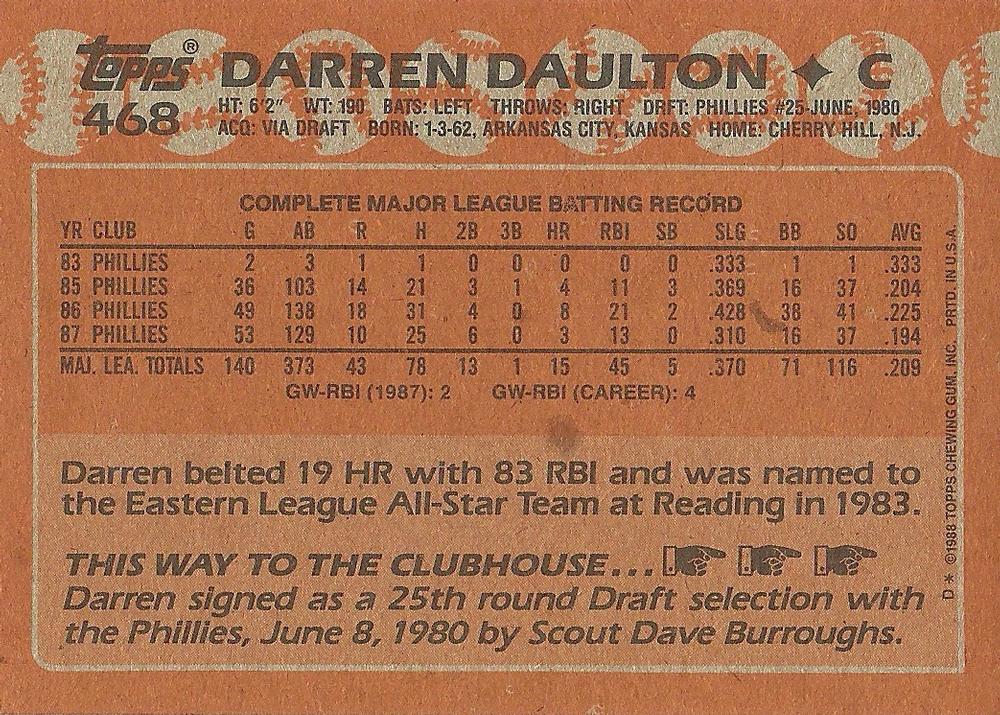 topps® DARREN DAULTON ✦ C
468 HT: 6'2" WT: 190 BATS: LEFT THROWS: RIGHT DRFT: PHILLIES #25-JUNE, 1980
ACQ: VIA DRAFT BORN: 1-3-62, ARKANSAS CITY, KANSAS HOME: CHERRY HILL, N.J.
COMPLETE MAJOR LEAGUE BATTING RECORD
YR CLUB G AB R H 2B 3B HR RBI SB SLG BB SO AVG
83 PHILLIES 2 3 1 1 0 0 0 0 0 .333 1 1 .333
85 PHILLIES 36 103 14 21 3 1 4 11 3 .369 16 37 .204
86 PHILLIES 49 138 18 31 4 0 8 21 2 .428 38 41 .225
87 PHILLIES 53 129 10 25 6 0 3 13 0 .310 16 37 .194
MAJ. LEA. TOTALS 140 373 43 78 13 1 15 45 5 .370 71 116 .209
GW-RBI (1987): 2 GW-RBI (CAREER): 4
Darren belted 19 HR with 83 RBI and was named to
the Eastern League All-Star Team at Reading in 1983.
THIS WAY TO THE CLUBHOUSE...
Darren signed as a 25th round Draft selection with
the Phillies, June 8, 1980 by Scout Dave Burroughs.
D* ©1988 TOPPS CHEWING GUM, INC. PRTD. IN U.S.A.